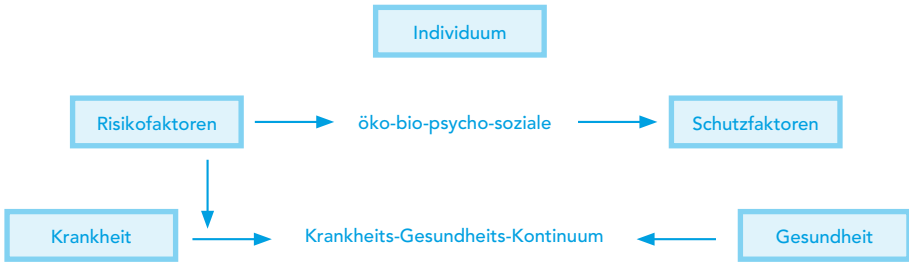 Individuum
Risikofaktoren öko-bio-psycho-soziale Schutzfaktoren
Krankheit Krankheits-Gesundheits-Kontinuum Gesundheit